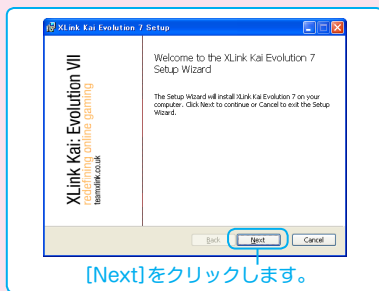 XLink Kai Evolution 7 Setup
XLink Kai: Evolution VII
redefining online gaming
teamxlink.co.uk
Welcome to the XLink Kai Evolution 7
Setup Wizard
The Setup Wizard will install XLink Kai Evolution 7 on your
computer. Click Next to continue or Cancel to exit the Setup
Wizard.
Back
Next
Cancel
[Next]をクリックします。